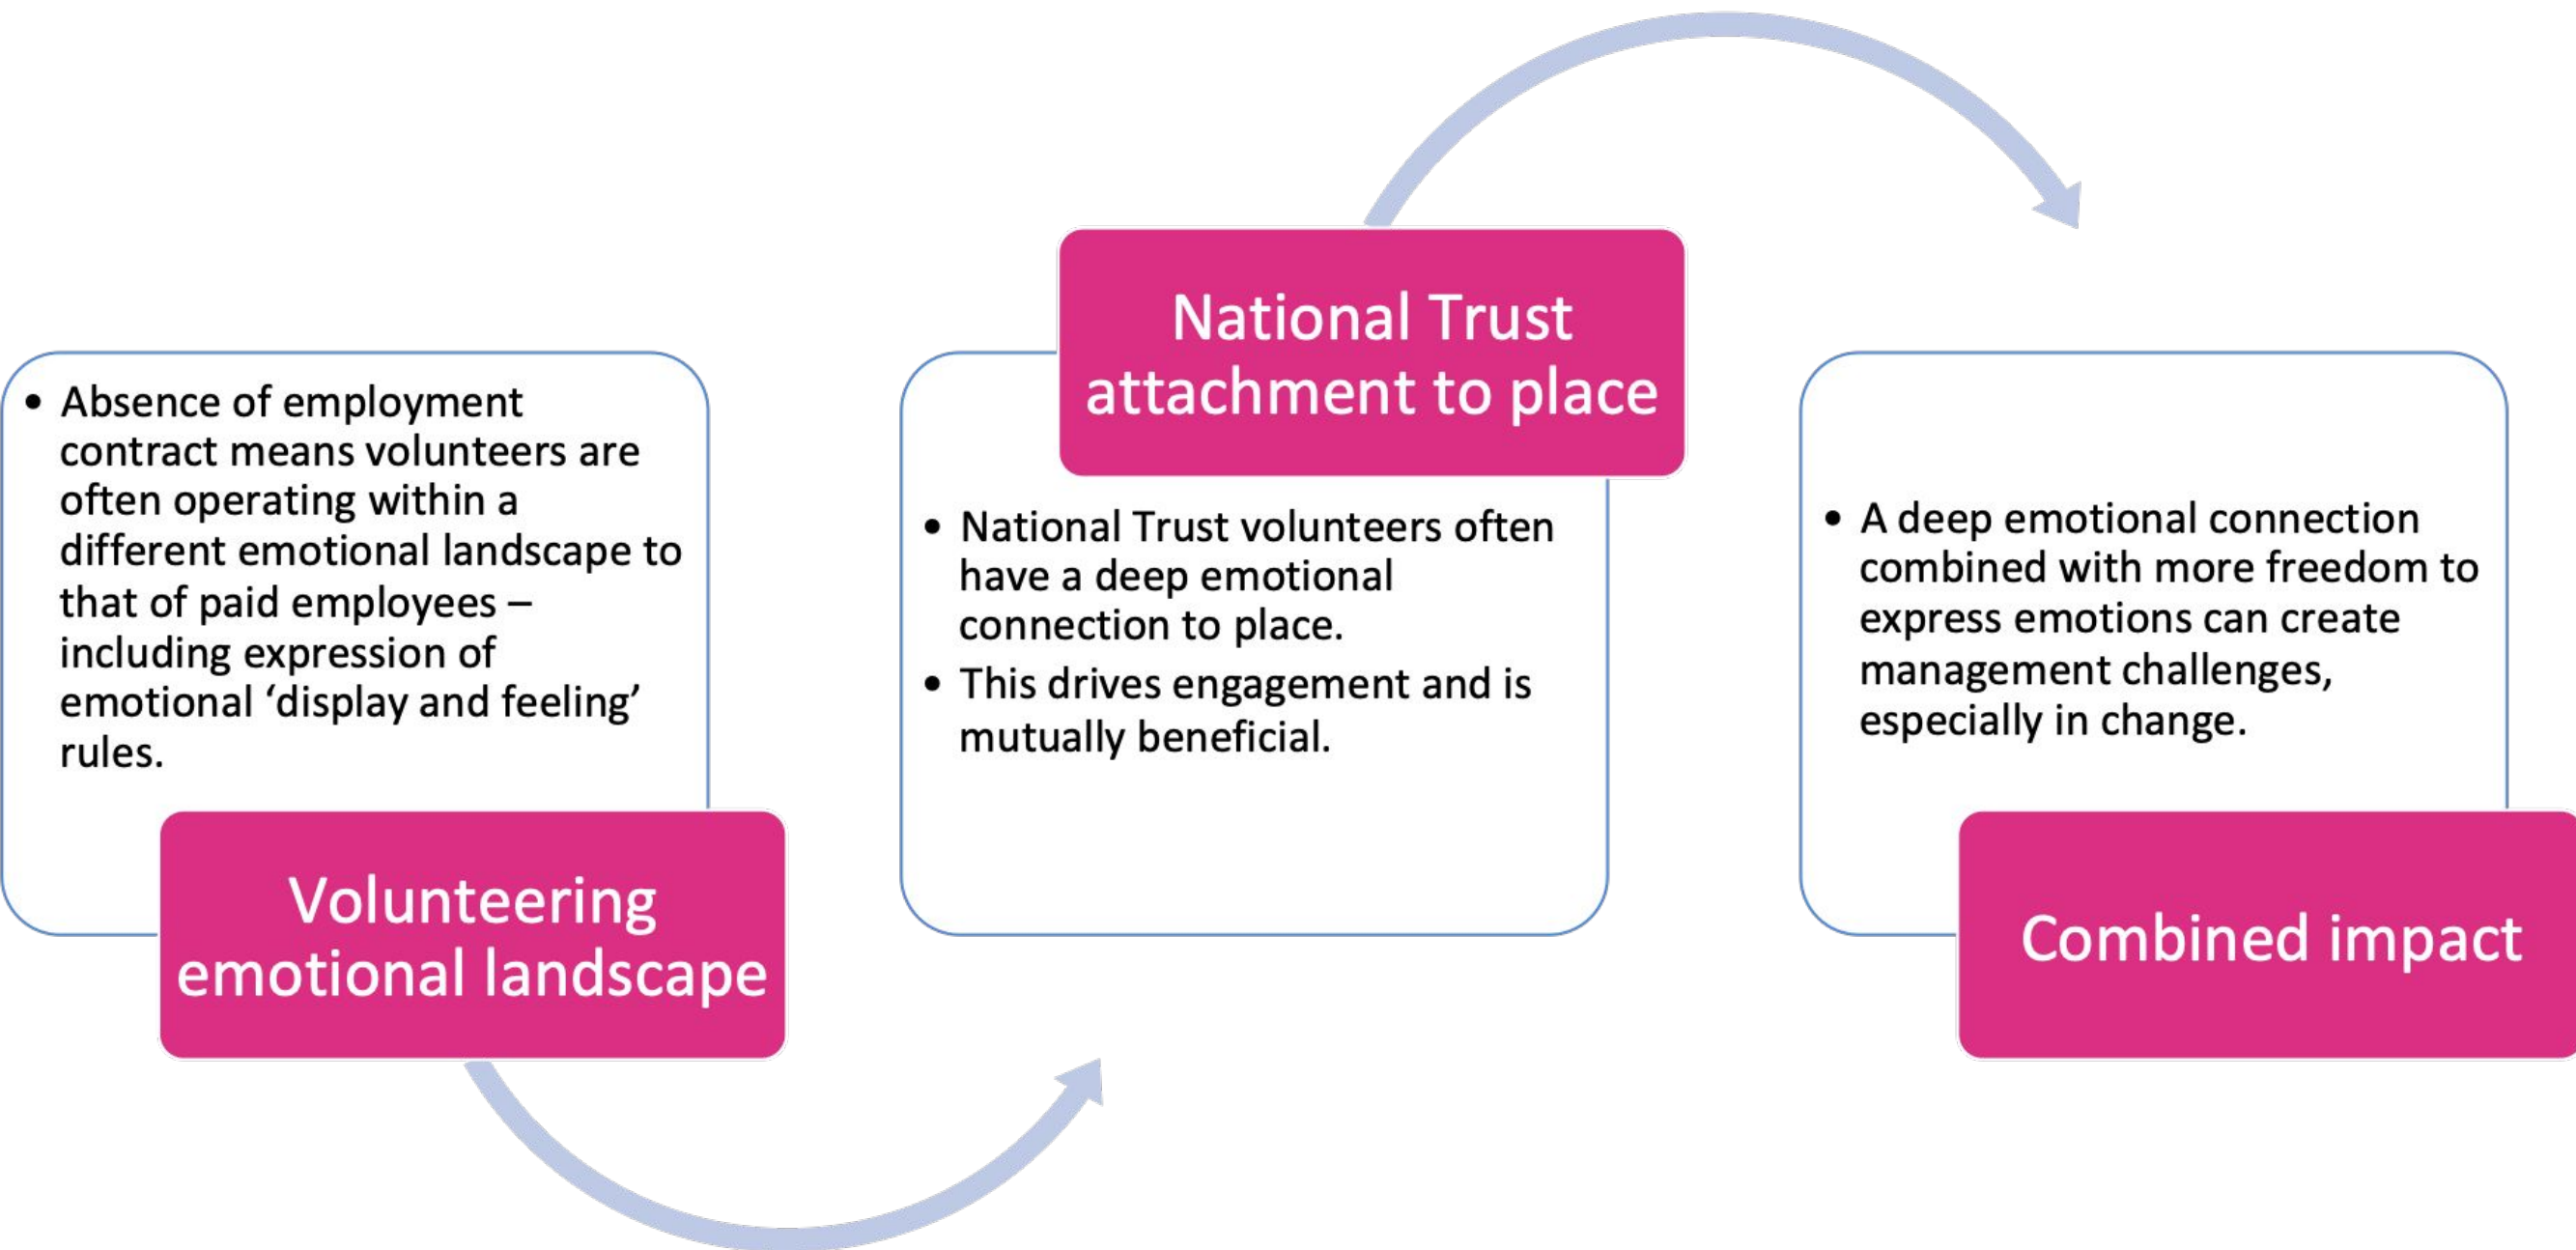 • Absence of employment
contract means volunteers are
often operating within a
different emotional landscape to
that of paid employees –
including expression of
emotional ‘display and feeling’
rules.
Volunteering
emotional landscape
National Trust
attachment to place
• National Trust volunteers often
have a deep emotional
connection to place.
• This drives engagement and is
mutually beneficial.
• A deep emotional connection
combined with more freedom to
express emotions can create
management challenges,
especially in change.
Combined impact